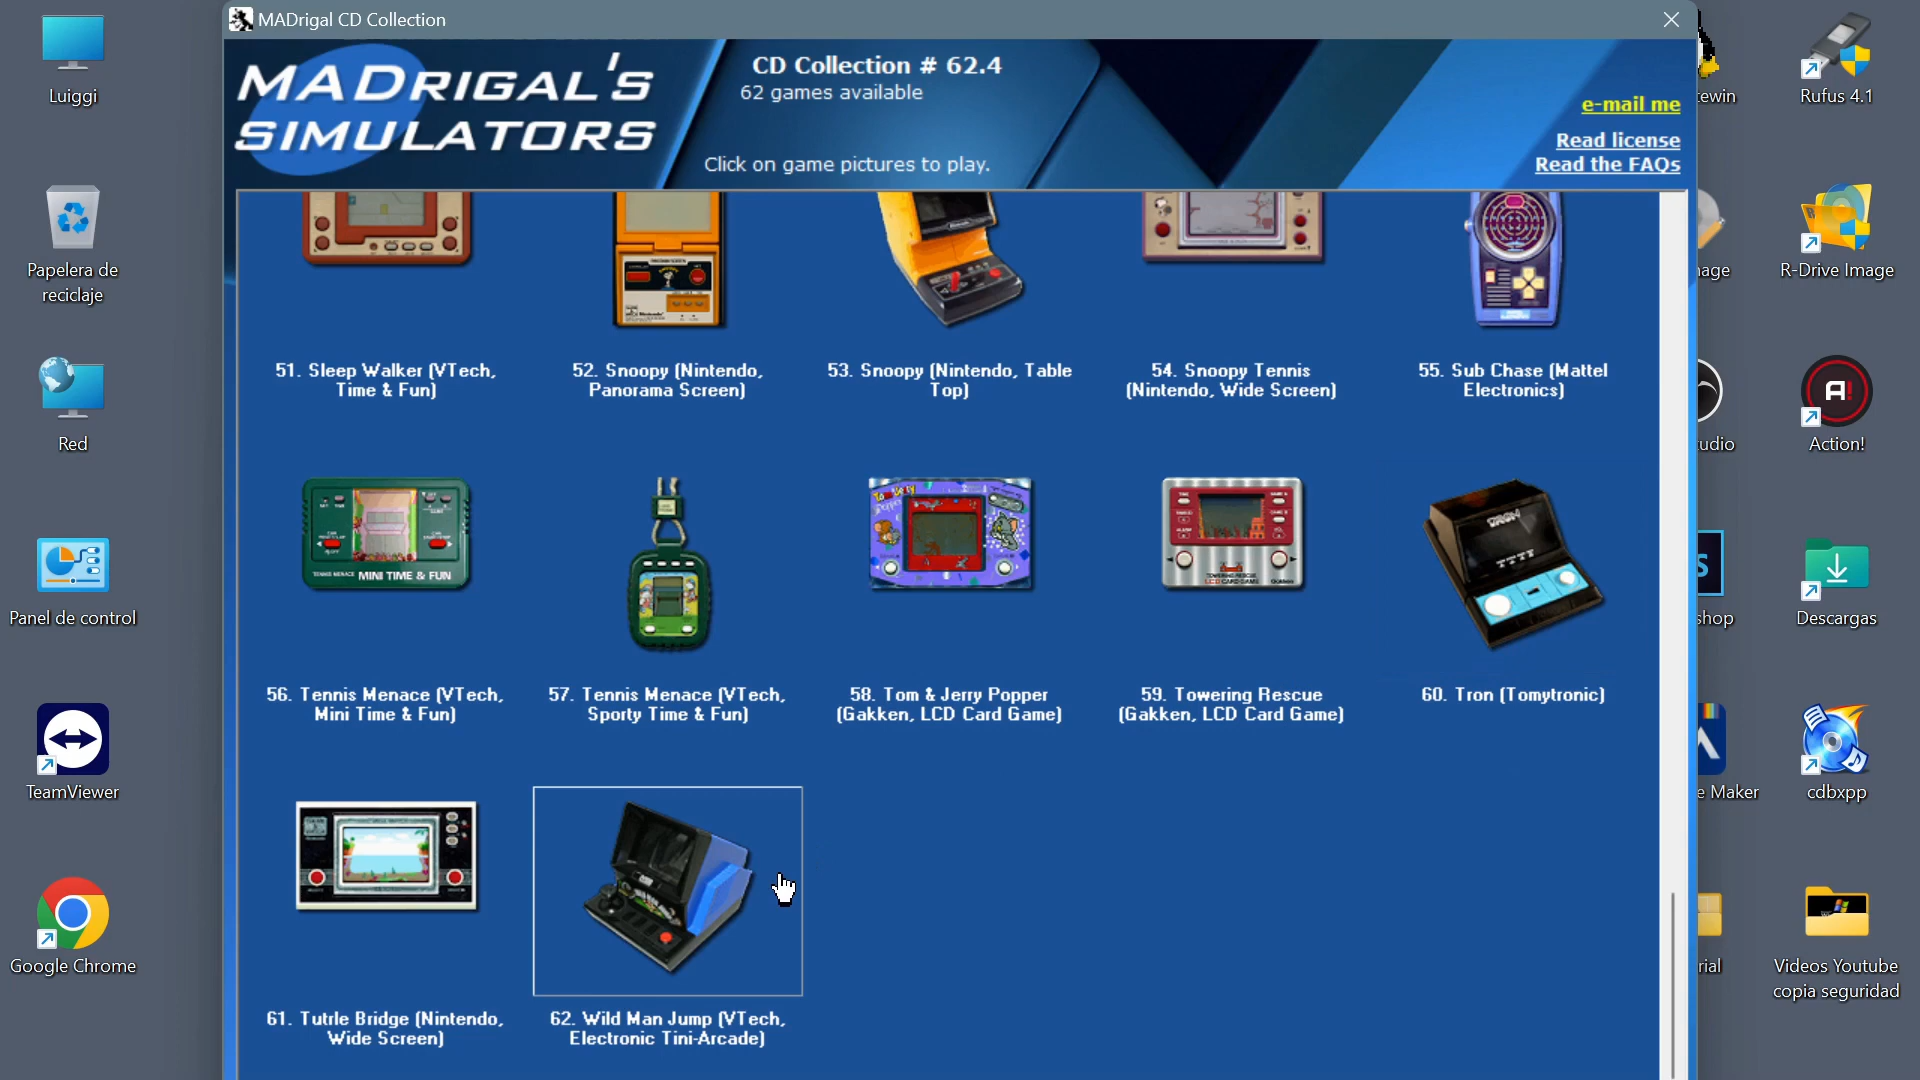 MADrigal CD Collection
MADRIGAL'S
SIMULATORS
CD Collection # 62.4
62 games available
Click on game pictures to play.
e-mail me
Read license
Read the FAQs
51. Sleep Walker (VTech,
Time & Fun)
52. Snoopy (Nintendo,
Panorama Screen)
53. Snoopy (Nintendo, Table
Top)
54. Snoopy Tennis
(Nintendo, Wide Screen)
55. Sub Chase (Mattel
Electronics)
TENNIS MENACE MINI TIME & FUN
56. Tennis Menace (VTech,
Mini Time & Fun)
57. Tennis Menace (VTech,
Sporty Time & Fun)
58. Tom & Jerry Popper
(Gakken, LCD Card Game)
59. Towering Rescue
(Gakken, LCD Card Game)
TRON
60. Tron (Tomytronic)
61. Tutrle Bridge (Nintendo,
Wide Screen)
62. Wild Man Jump (VTech,
Electronic Tini-Arcade)
Luiggi
Papelera de
reciclaje
Red
Panel de control
TeamViewer
Google Chrome
ewin
Rufus 4.1
nage
R-Drive Image
udio
Action!
shop
Descargas
e Maker
cdbxpp
rial
Videos Youtube
copia seguridad